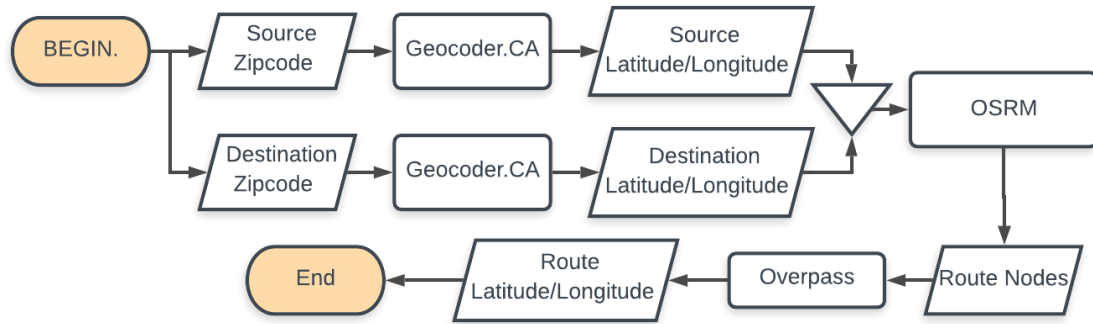 BEGIN.
Source
Zipcode
Geocoder.CA
Source
Latitude/Longitude
OSRM
Destination
Zipcode
Geocoder.CA
Destination
Latitude/Longitude
Route Nodes
Overpass
Route
Latitude/Longitude
End